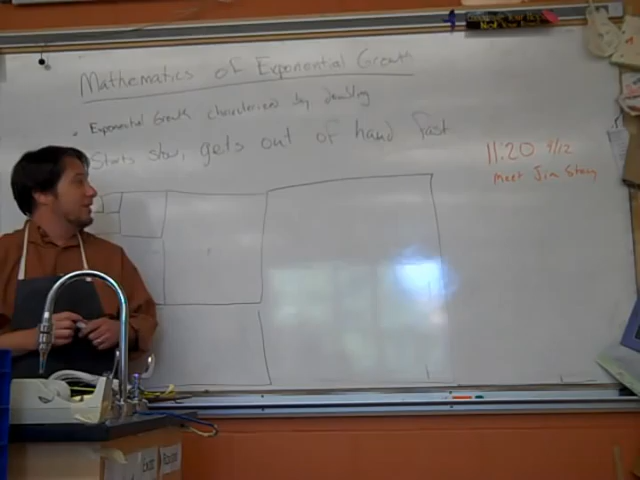 Mathematics of Exponential Growth
• Exponential Growth characterized by doubling
Starts slow, gets out of hand fast
11:20 9/12
Meet Jim